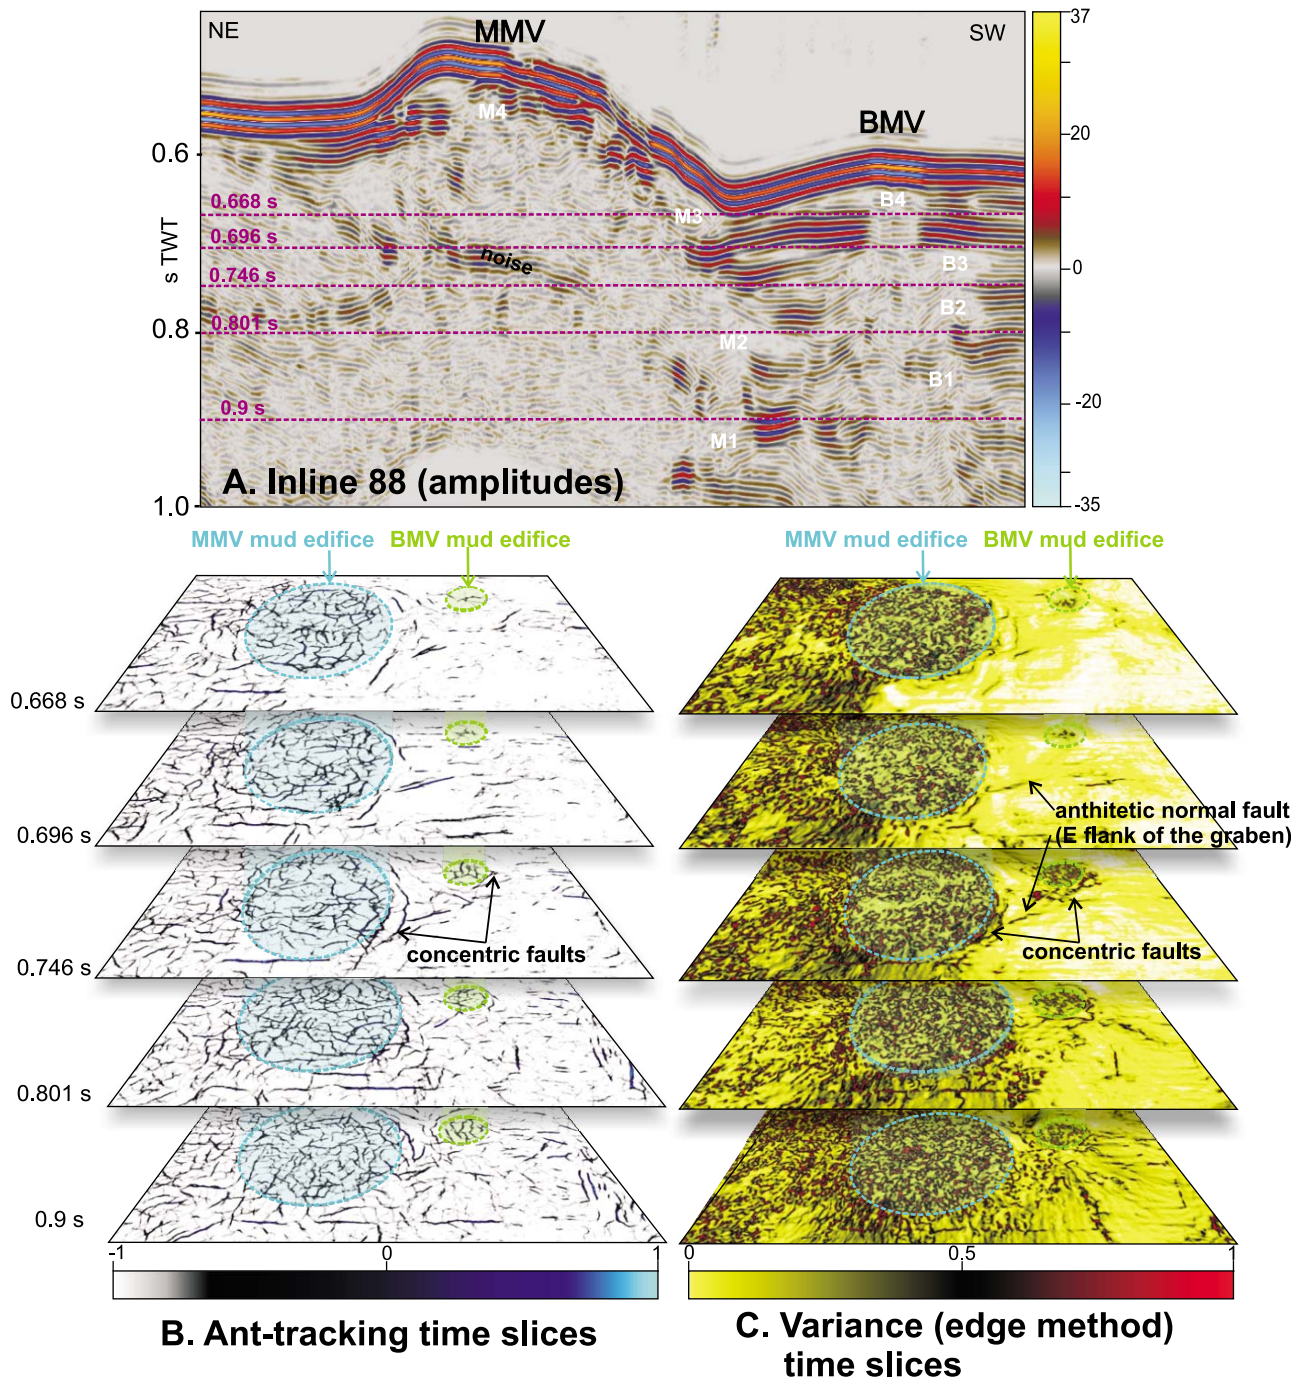 NE
MMV
SW
BMV
M4
B4
M3
B3
noise
B2
M2
B1
M1
s TWT
0.6
0.8
1.0
0.668 s
0.696 s
0.746 s
0.801 s
0.9 s
A. Inline 88 (amplitudes)
37
20
0
-20
-35
MMV mud edifice
BMV mud edifice
0.668 s
0.696 s
0.746 s
0.801 s
0.9 s
concentric faults
-1
0
1
B. Ant-tracking time slices
MMV mud edifice
BMV mud edifice
anthitetic normal fault
(E flank of the graben)
concentric faults
0
0.5
1
C. Variance (edge method)
time slices